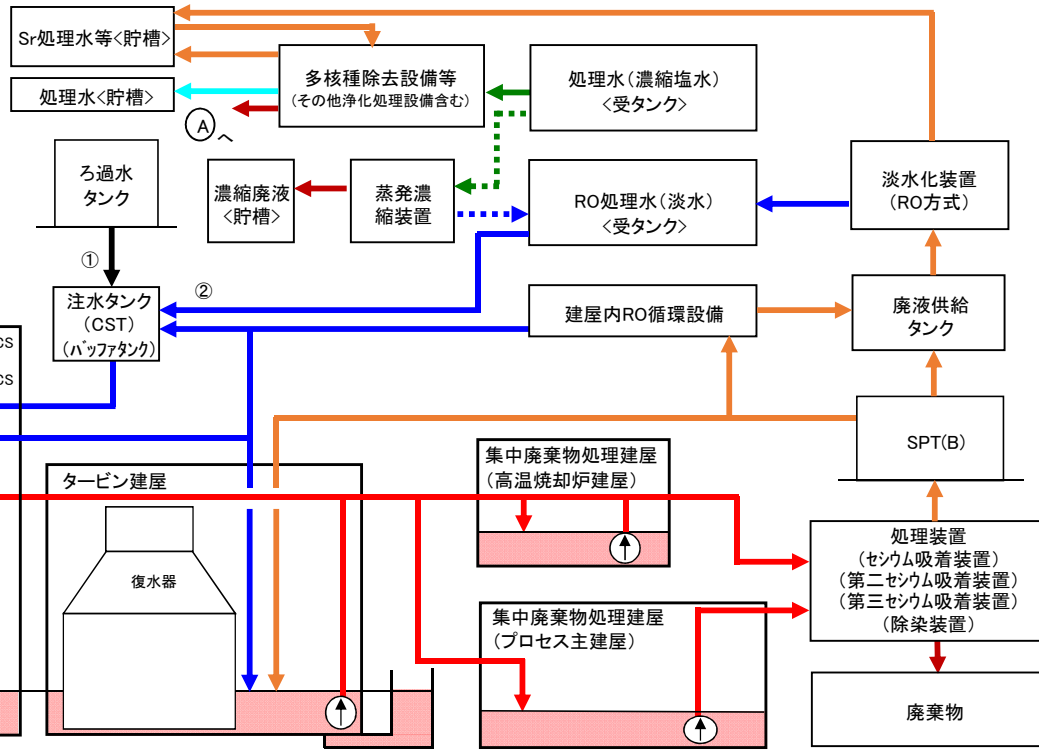 Sr処理水等<貯槽>
処理水<貯槽>
多核種除去設備等
(その他浄化処理設備含む)
処理水(濃縮塩水)
<受タンク>
Aへ
ろ過水
タンク
濃縮廃液
<貯槽>
蒸発濃
縮装置
RO処理水(淡水)
<受タンク>
淡水化装置
(RO方式)
①
②
注水タンク
(CST)
(バッファタンク)
建屋内RO循環設備
廃液供給
タンク
CS
CS
SPT(B)
タービン建屋
復水器
集中廃棄物処理建屋
(高温焼却炉建屋)
集中廃棄物処理建屋
(プロセス主建屋)
処理装置
(セシウム吸着装置)
(第二セシウム吸着装置)
(第三セシウム吸着装置)
(除染装置)
廃棄物